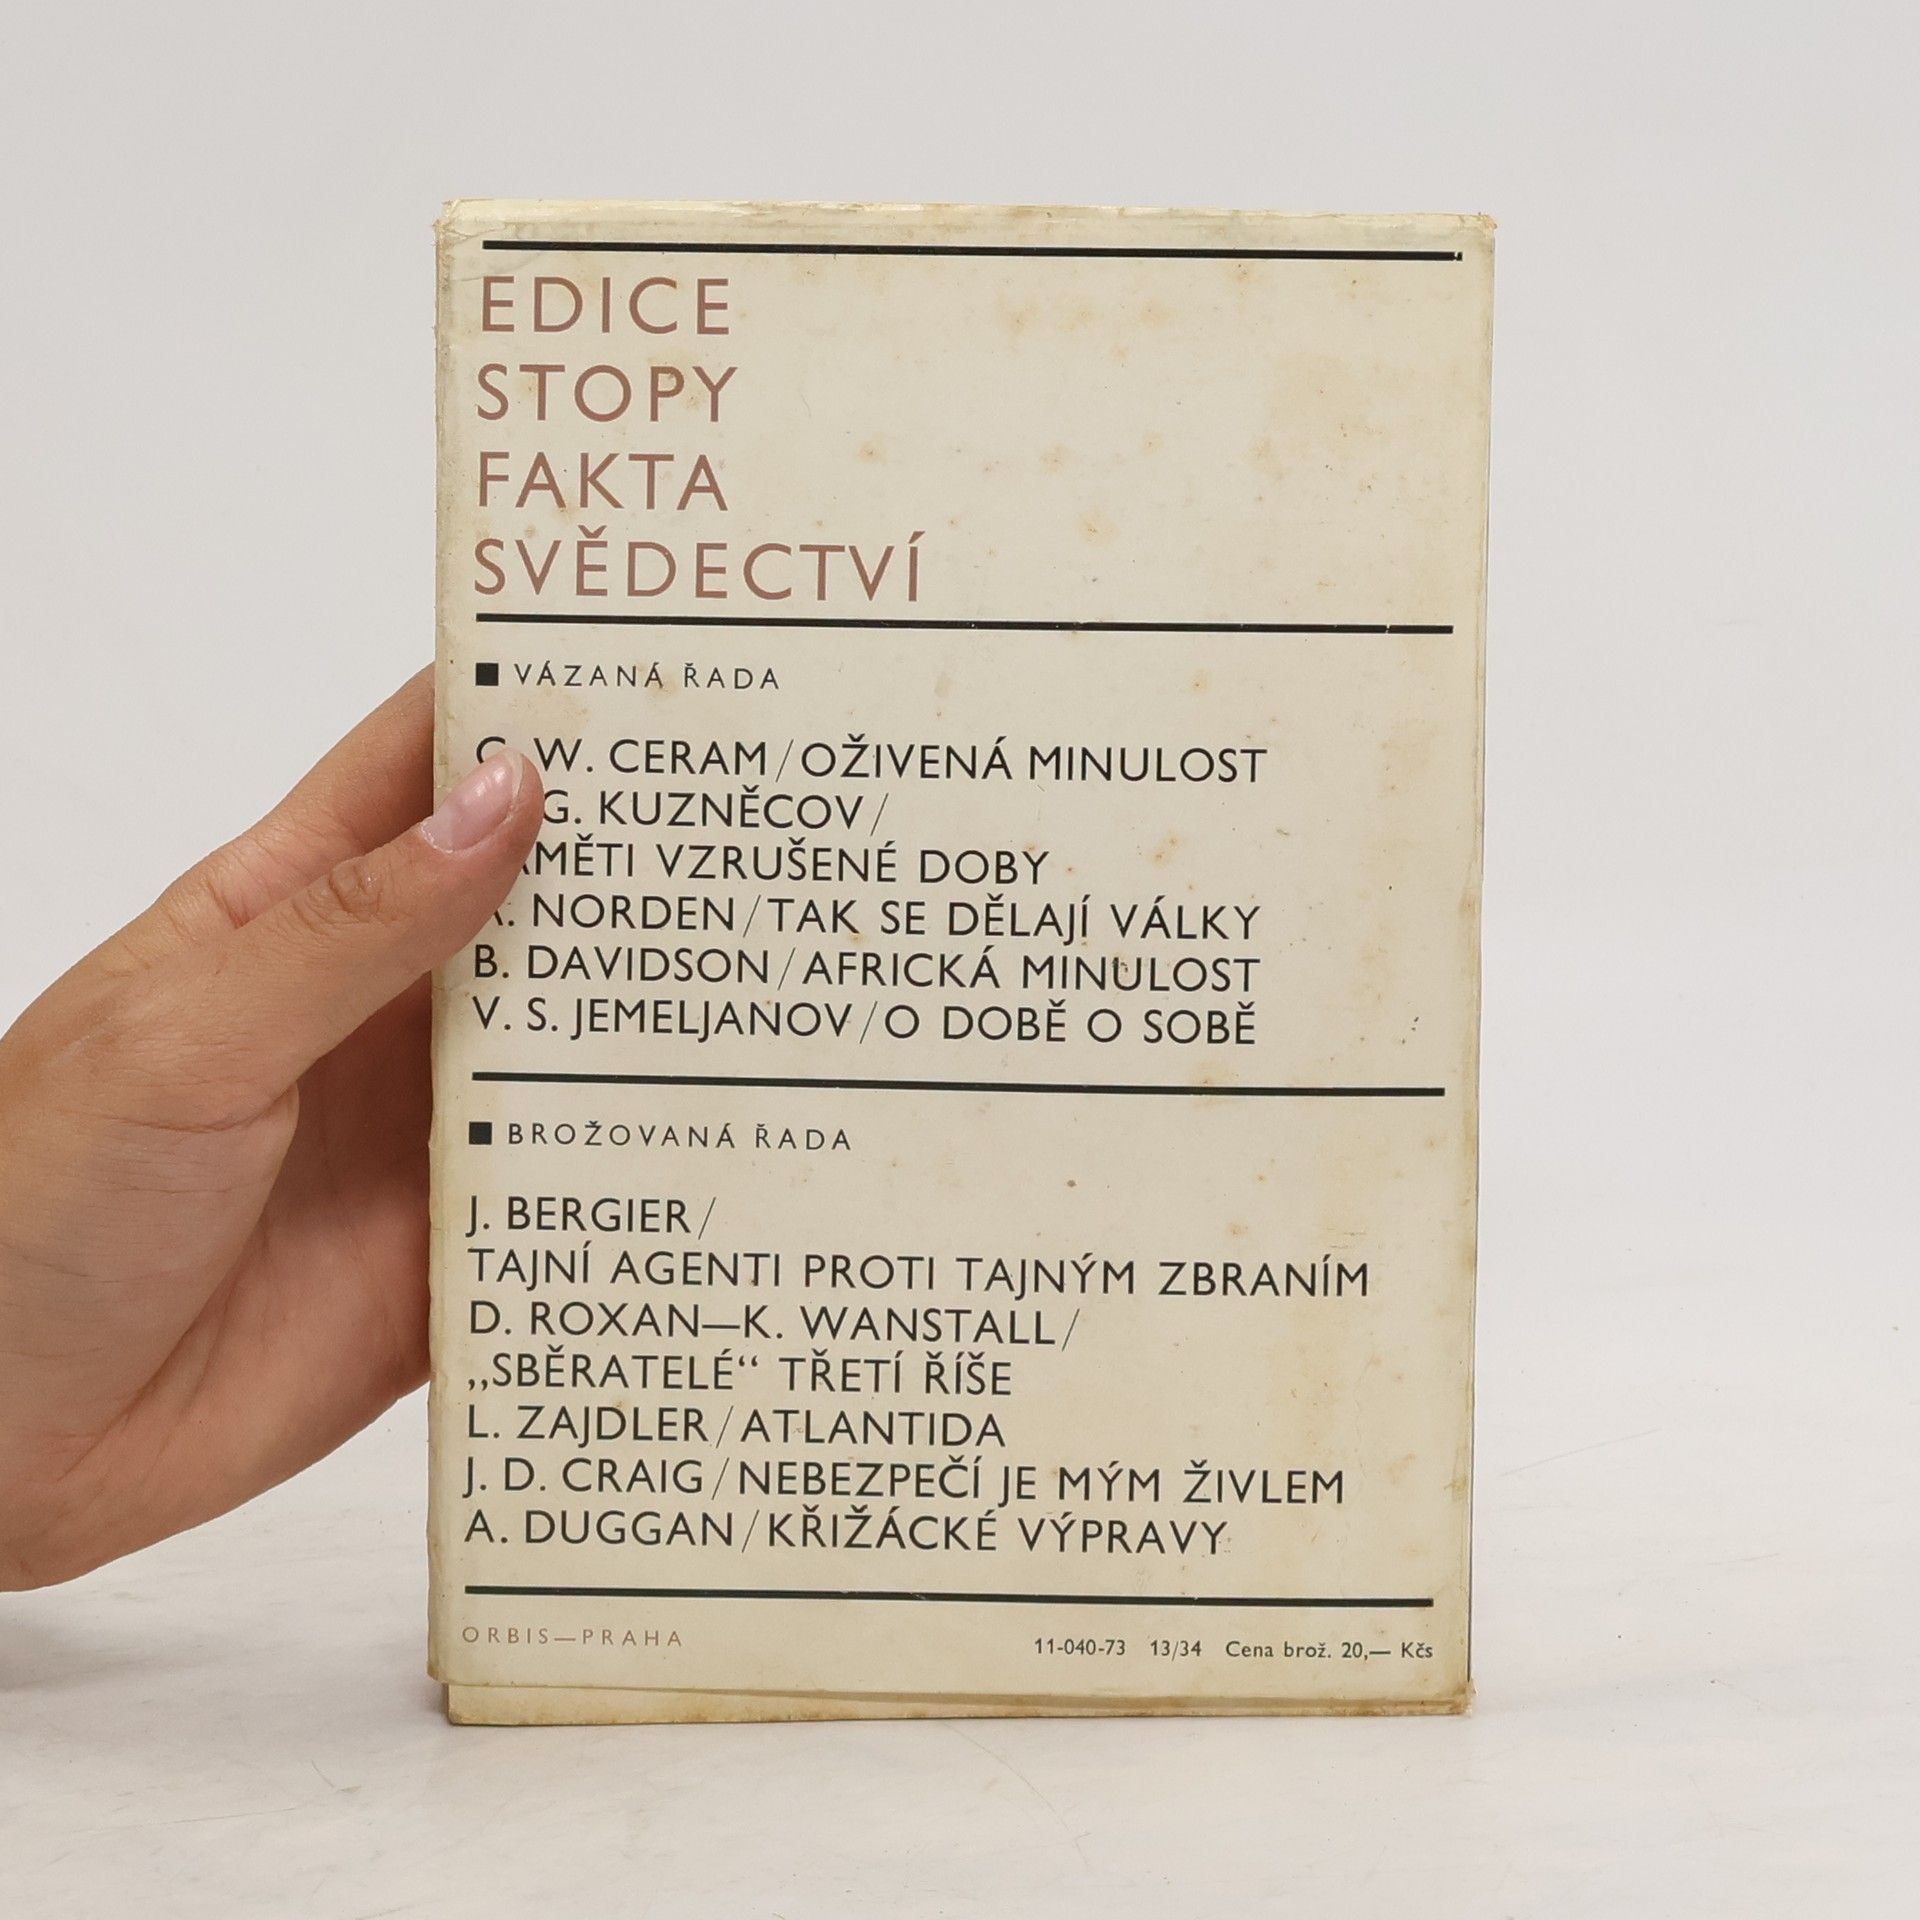 EDICE
STOPY
FAKTA
SVĚDECTVÍ
■ VÁZANÁ ŘADA
W. CERAM/OŽIVENÁ MINULOST
G. KUZNĚCOV/
VZRUŠENÉ DOBY
NORDEN/TAK SE DĚLAJÍ VÁLKY
B. DAVIDSON/AFRICKÁ MINULOST
V. S. JEMELJANOV/O DOBĚ O SOBĚ
■ BROŽOVANÁ ŘADA
J. BERGIER/
TAJNÍ AGENTI PROTI TAJNÝM ZBRANÍM
D. ROXAN—K. WANSTALL/
„SBĚRATELÉ“ TŘETÍ ŘÍŠE
L. ZAJDLER/ATLANTIDA
J. D. CRAIG/NEBEZPEČÍ JE MÝM ŽIVLEM
A. DUGGAN/KŘIŽÁCKÉ VÝPRAVY
ORBIS—PRAHA
11-040-73 13/34 Cena brož. 20,— Kčs